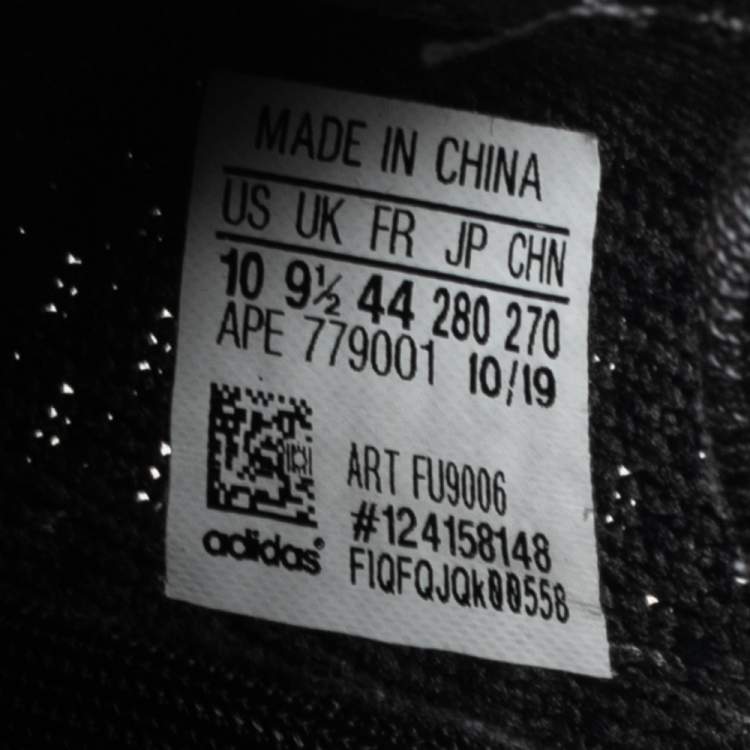 MADE IN CHINA
US UK FR JP CHN
10 9½ 44 280 270
APE 779001 10/19
ART FU9006
#124158148
FIQFQJQk00558
adidas®